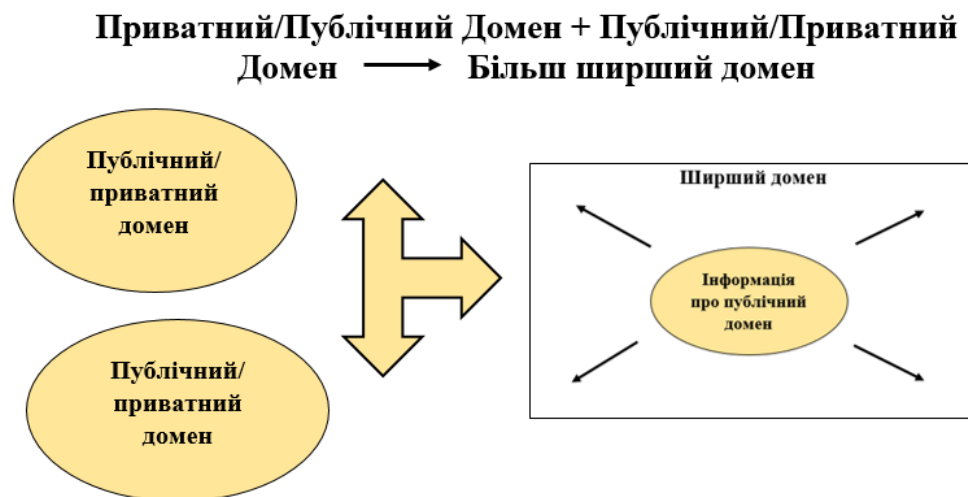 Приватний/Публічний Домен + Публічний/Приватний
Домен ⟶ Більш ширший домен
Публічний/
приватний
домен
Публічний/
приватний
домен
Ширший домен
Інформація
про публічний
домен